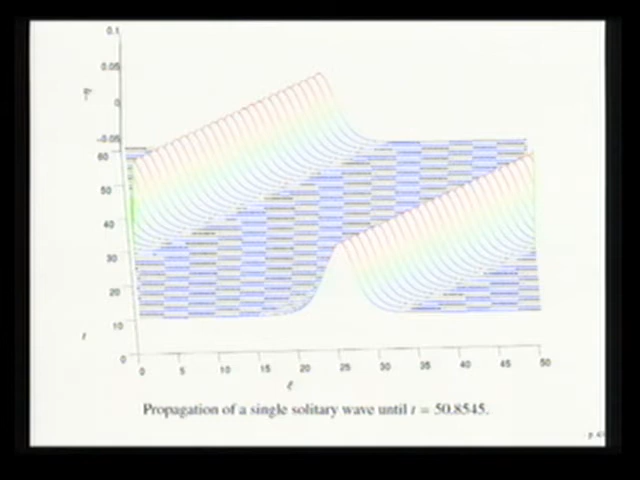 0.1
0.05
−η
0
−0.05
60
50
40
30
20
10
t
0
0 5 10 15 20 25 30 35 40 45 50
ℓ
Propagation of a single solitary wave until t = 50.8545.